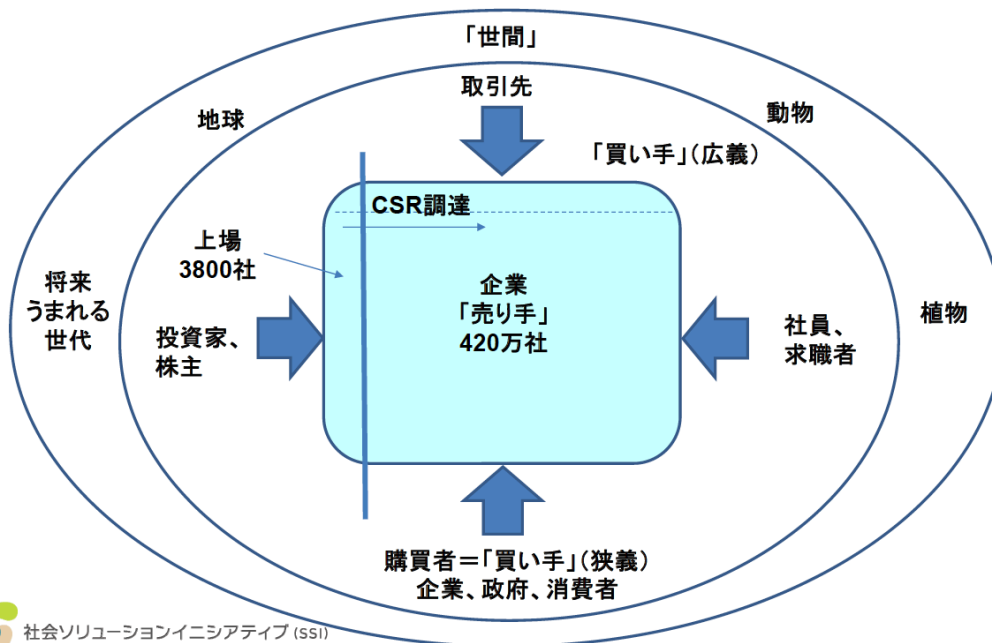 「世間」
取引先
地球
動物
「買い手」(広義)
CSR調達
上場
3800社
企業
「売り手」
420万社
将来
うまれる
世代
投資家、
株主
社員、
求職者
植物
購買者=「買い手」(狭義)
企業、政府、消費者
社会ソリューションイニシアティブ (SSI)